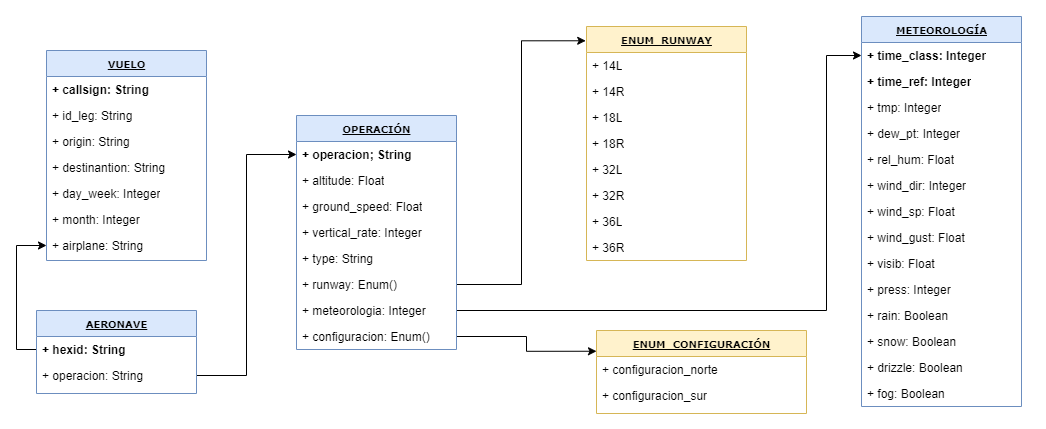 VUELO
+ callsign: String
+ id_leg: String
+ origin: String
+ destinantion: String
+ day_week: Integer
+ month: Integer
+ airplane: String
AERONAVE
+ hexid: String
+ operacion: String
OPERACIÓN
+ operacion; String
+ altitude: Float
+ ground_speed: Float
+ vertical_rate: Integer
+ type: String
+ runway: Enum()
+ meteorologia: Integer
+ configuracion: Enum()
ENUM_RUNWAY
+ 14L
+ 14R
+ 18L
+ 18R
+ 32L
+ 32R
+ 36L
+ 36R
ENUM_CONFIGURACIÓN
+ configuracion_norte
+ configuracion_sur
METEOROLOGÍA
+ time_class: Integer
+ time_ref: Integer
+ tmp: Integer
+ dew_pt: Integer
+ rel_hum: Float
+ wind_dir: Integer
+ wind_sp: Float
+ wind_gust: Float
+ visib: Float
+ press: Integer
+ rain: Boolean
+ snow: Boolean
+ drizzle: Boolean
+ fog: Boolean